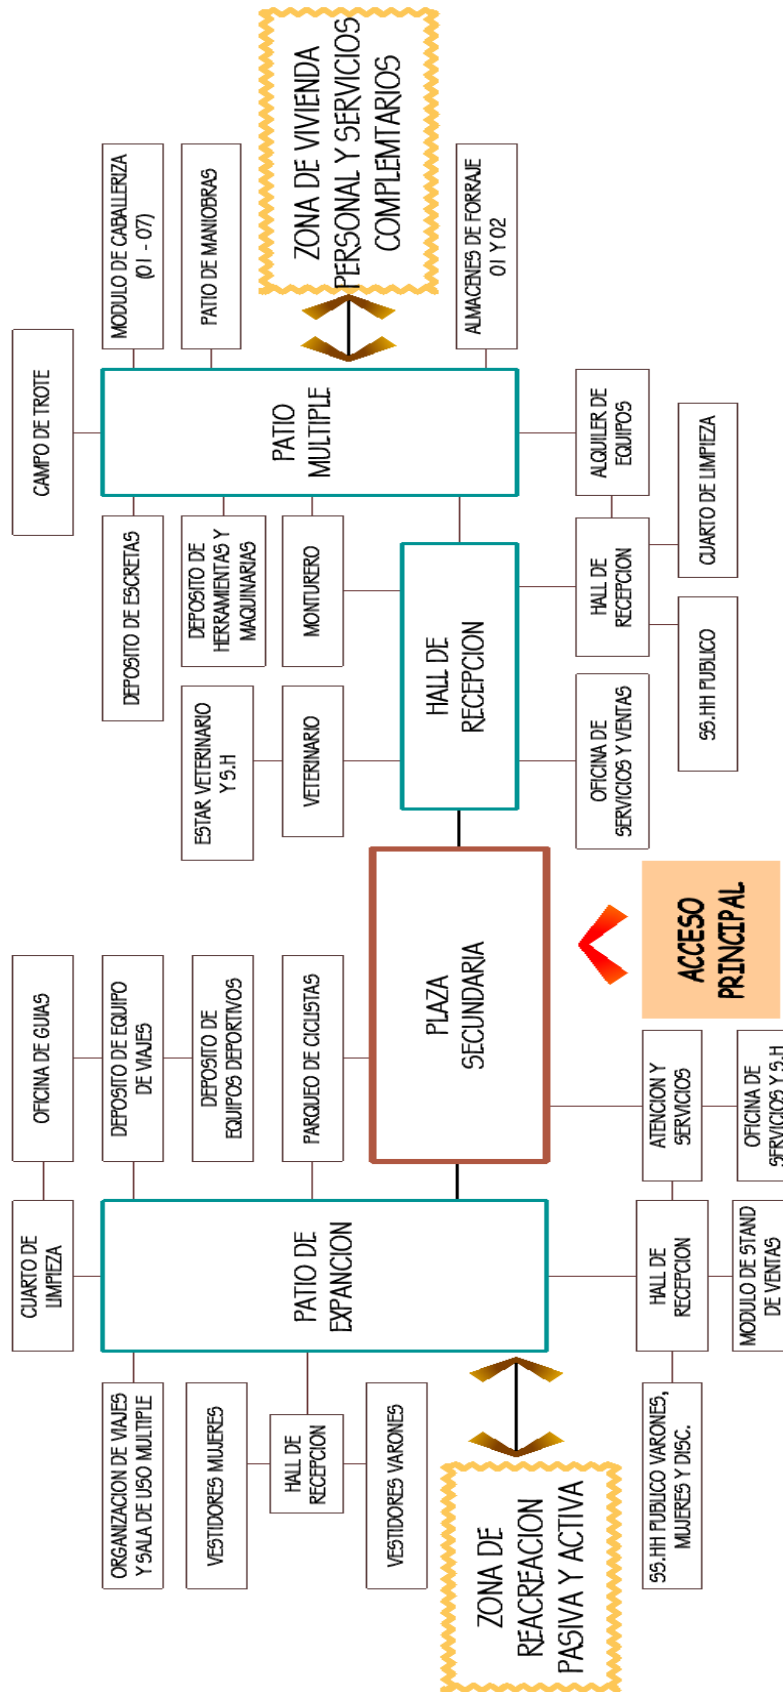 CUARTO DE
LIMPIEZA
OFICINA DE GUIAS
CAMPO DE TROTE
ORGANIZACION DE VIAJES
Y SALA DE USO MULTIPLE
DEPOSITO DE EQUIPO
DE VIAJES
DEPOSITO DE ESCRETAS
MODULO DE CABALLERIZA
(01 - 07)
VESTIDORES MUJERES
DEPOSITO DE
EQUIPOS DEPORTIVOS
ESTAR VETERINARIO
Y S.H
DEPOSITO DE
HERRAMIENTAS Y
MAQUINARIAS
PATIO DE MANIOBRAS
HALL DE
RECEPCION
PATIO DE
EXPANCION
PARQUEO DE CICLISTAS
VETERINARIO
MONTURERO
PATIO
MULTIPLE
ZONA DE VIVIENDA
PERSONAL Y SERVICIOS
COMPLEMTARIOS
VESTIDORES VARONES
PLAZA
SECUNDARIA
HALL DE
RECEPCION
ALMACENES DE FORRAJE
01 Y 02
ZONA DE
REACREACION
PASIVA Y ACTIVA
OFICINA DE
SERVICIOS Y VENTAS
HALL DE
RECEPCION
ALQUILER DE
EQUIPOS
SS.HH PUBLICO VARONES,
MUJERES Y DISC.
HALL DE
RECEPCION
ATENCION Y
SERVICIOS
ACCESO
PRINCIPAL
SS.HH PUBLICO
CUARTO DE LIMPIEZA
MODULO DE STAND
DE VENTAS
OFICINA DE
SERVICIOS Y S.H